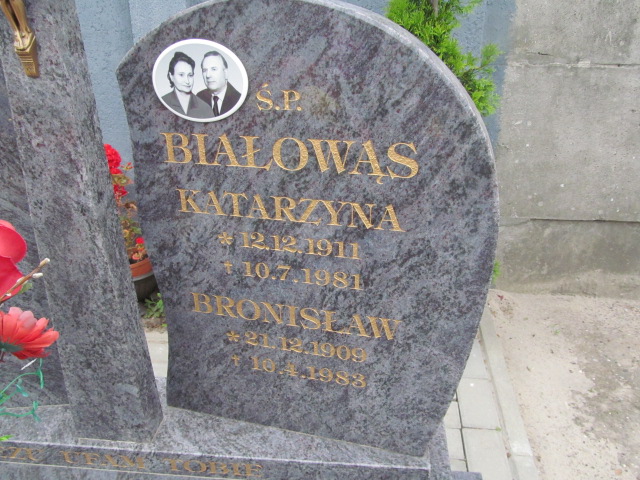 Ś.P.
BIAŁOWĄS
KATARZYNA
* 12.12.1911
† 10.7.1981
BRONISŁAW
* 21.12.1909
† 10.4.1983
UFAM TOBIE